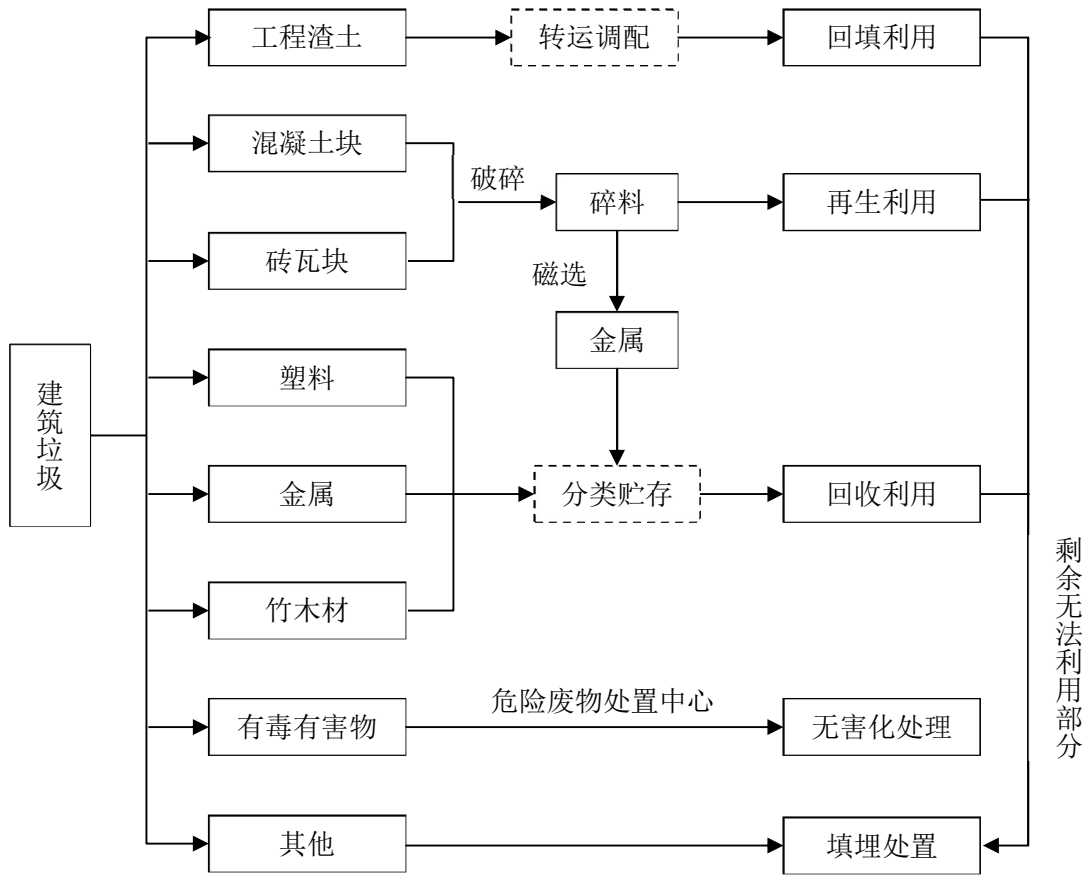 工程渣土
转运调配
回填利用
混凝土块
破碎
碎料
再生利用
砖瓦块
磁选
金属
建筑垃圾
塑料
金属
分类贮存
回收利用
竹木材
剩余无法利用部分
有毒有害物
危险废物处置中心
无害化处理
其他
填埋处置